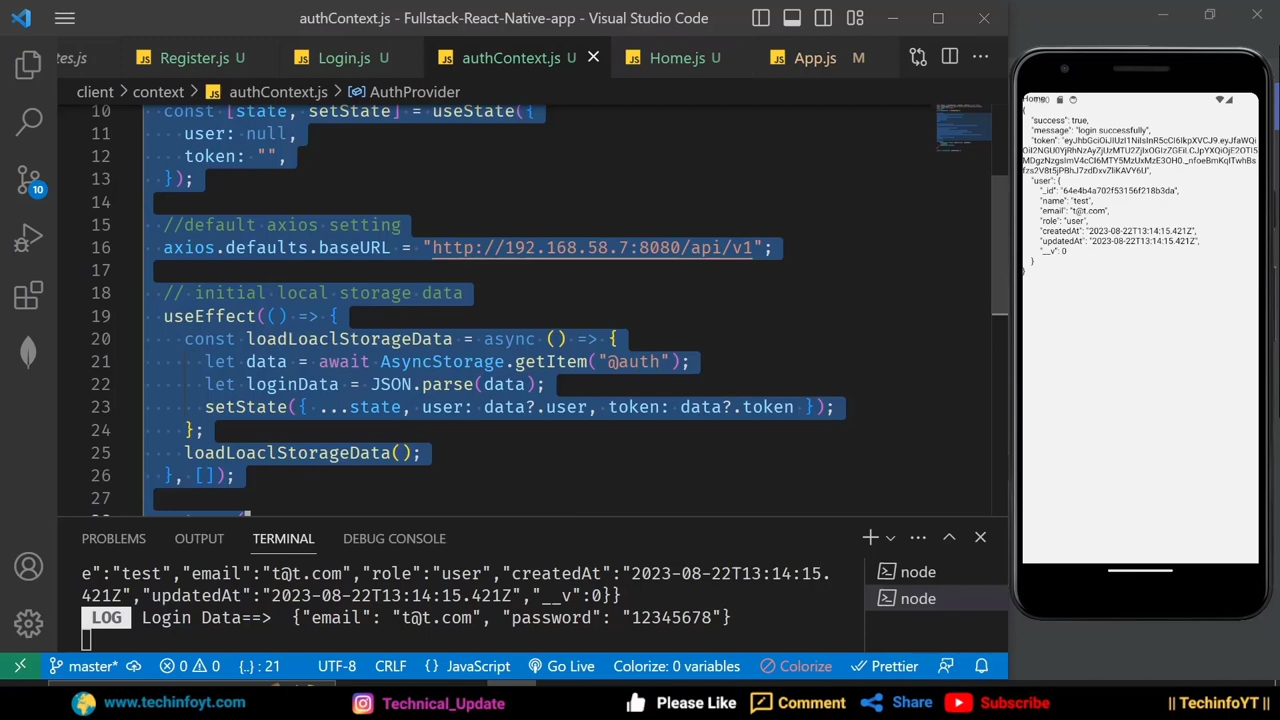 authContext.js - Fullstack-React-Native-app - Visual Studio Code
tes.js
JS Register.js U
JS Login.js U
JS authContext.js U
JS Home.js U
JS App.js M
client > context > JS authContext.js > AuthProvider
10 const [state, setState] = useState({
11 user: null,
12 token: "",
13 });
14
15 //default axios setting
16 axios.defaults.baseURL = "http://192.168.58.7:8080/api/v1";
17
18 // initial local storage data
19 useEffect(() => {
20 const loadLoaclStorageData = async () => {
21 let data = await AsyncStorage.getItem("@auth");
22 let loginData = JSON.parse(data);
23 setState({ ...state, user: data?.user, token: data?.token });
24 };
25 loadLoaclStorageData();
26 }, []);
27
10
PROBLEMS OUTPUT TERMINAL DEBUG CONSOLE
e":"test","email":"t@t.com","role":"user","createdAt":"2023-08-22T13:14:15.
421Z","updatedAt":"2023-08-22T13:14:15.421Z","__v":0}}
LOG Login Data==> {"email": "t@t.com", "password": "12345678"}
node
node
master* 0 0 {..} : 21 UTF-8 CRLF {} JavaScript Go Live Colorize: 0 variables Colorize Prettier
Home
{
"success": true,
"message": "login successfully",
"user": {
"_id": "64e4b4a702f53156f218b3da",
"name": "test",
"email": "t@t.com",
"role": "user",
"createdAt": "2023-08-22T13:14:15.421Z",
"updatedAt": "2023-08-22T13:14:15.421Z",
"__v": 0
}
}
www.techinfoyt.com Technical_Update Please Like Comment Share Subscribe || TechinfoYT ||